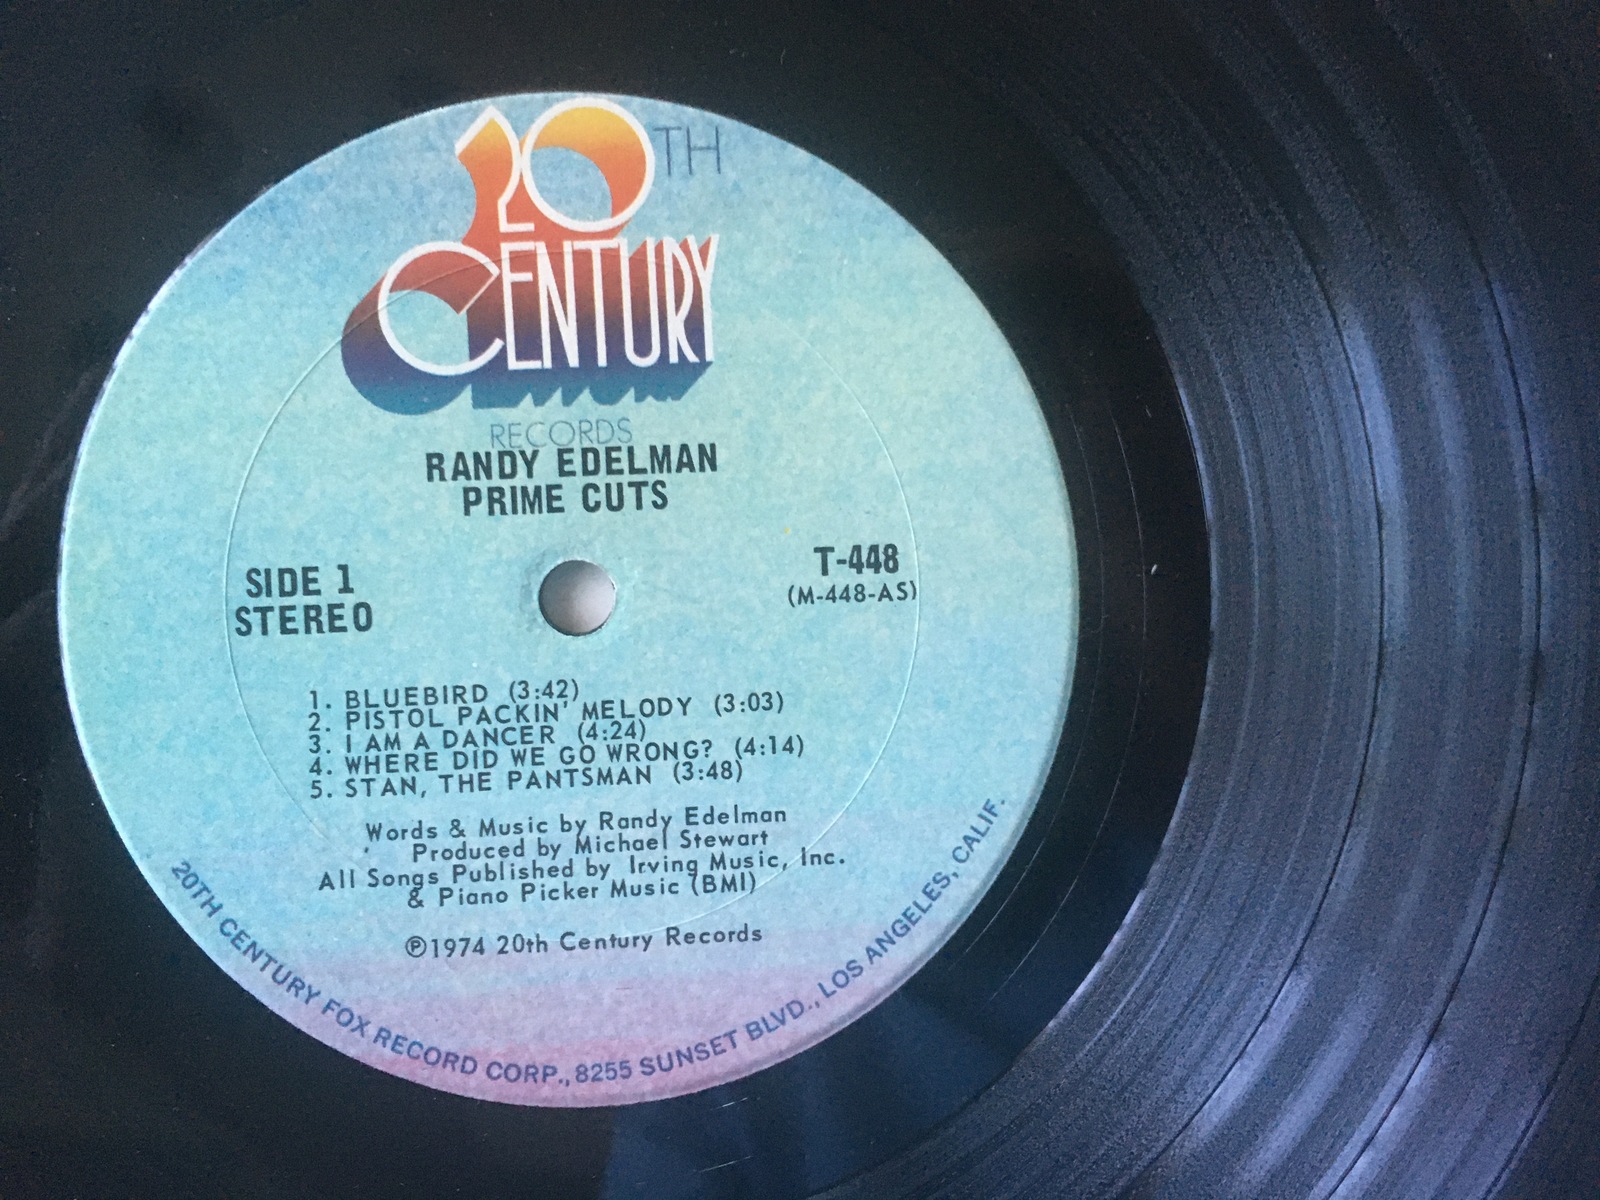 20TH
CENTURY
RECORDS
RANDY EDELMAN
PRIME CUTS
SIDE 1
STEREO
T-448
(M-448-AS)
1. BLUEBIRD (3:42)
2. PISTOL PACKIN' MELODY (3:03)
3. I AM A DANCER (4:24)
4. WHERE DID WE GO WRONG? (4:14)
5. STAN, THE PANTSMAN (3:48)
Words & Music by Randy Edelman
Produced by Michael Stewart
All Songs Published by Irving Music, Inc.
& Piano Picker Music (BMI)
℗1974 20th Century Records
20TH CENTURY FOX RECORD CORP., 8255 SUNSET BLVD., LOS ANGELES, CALIF.